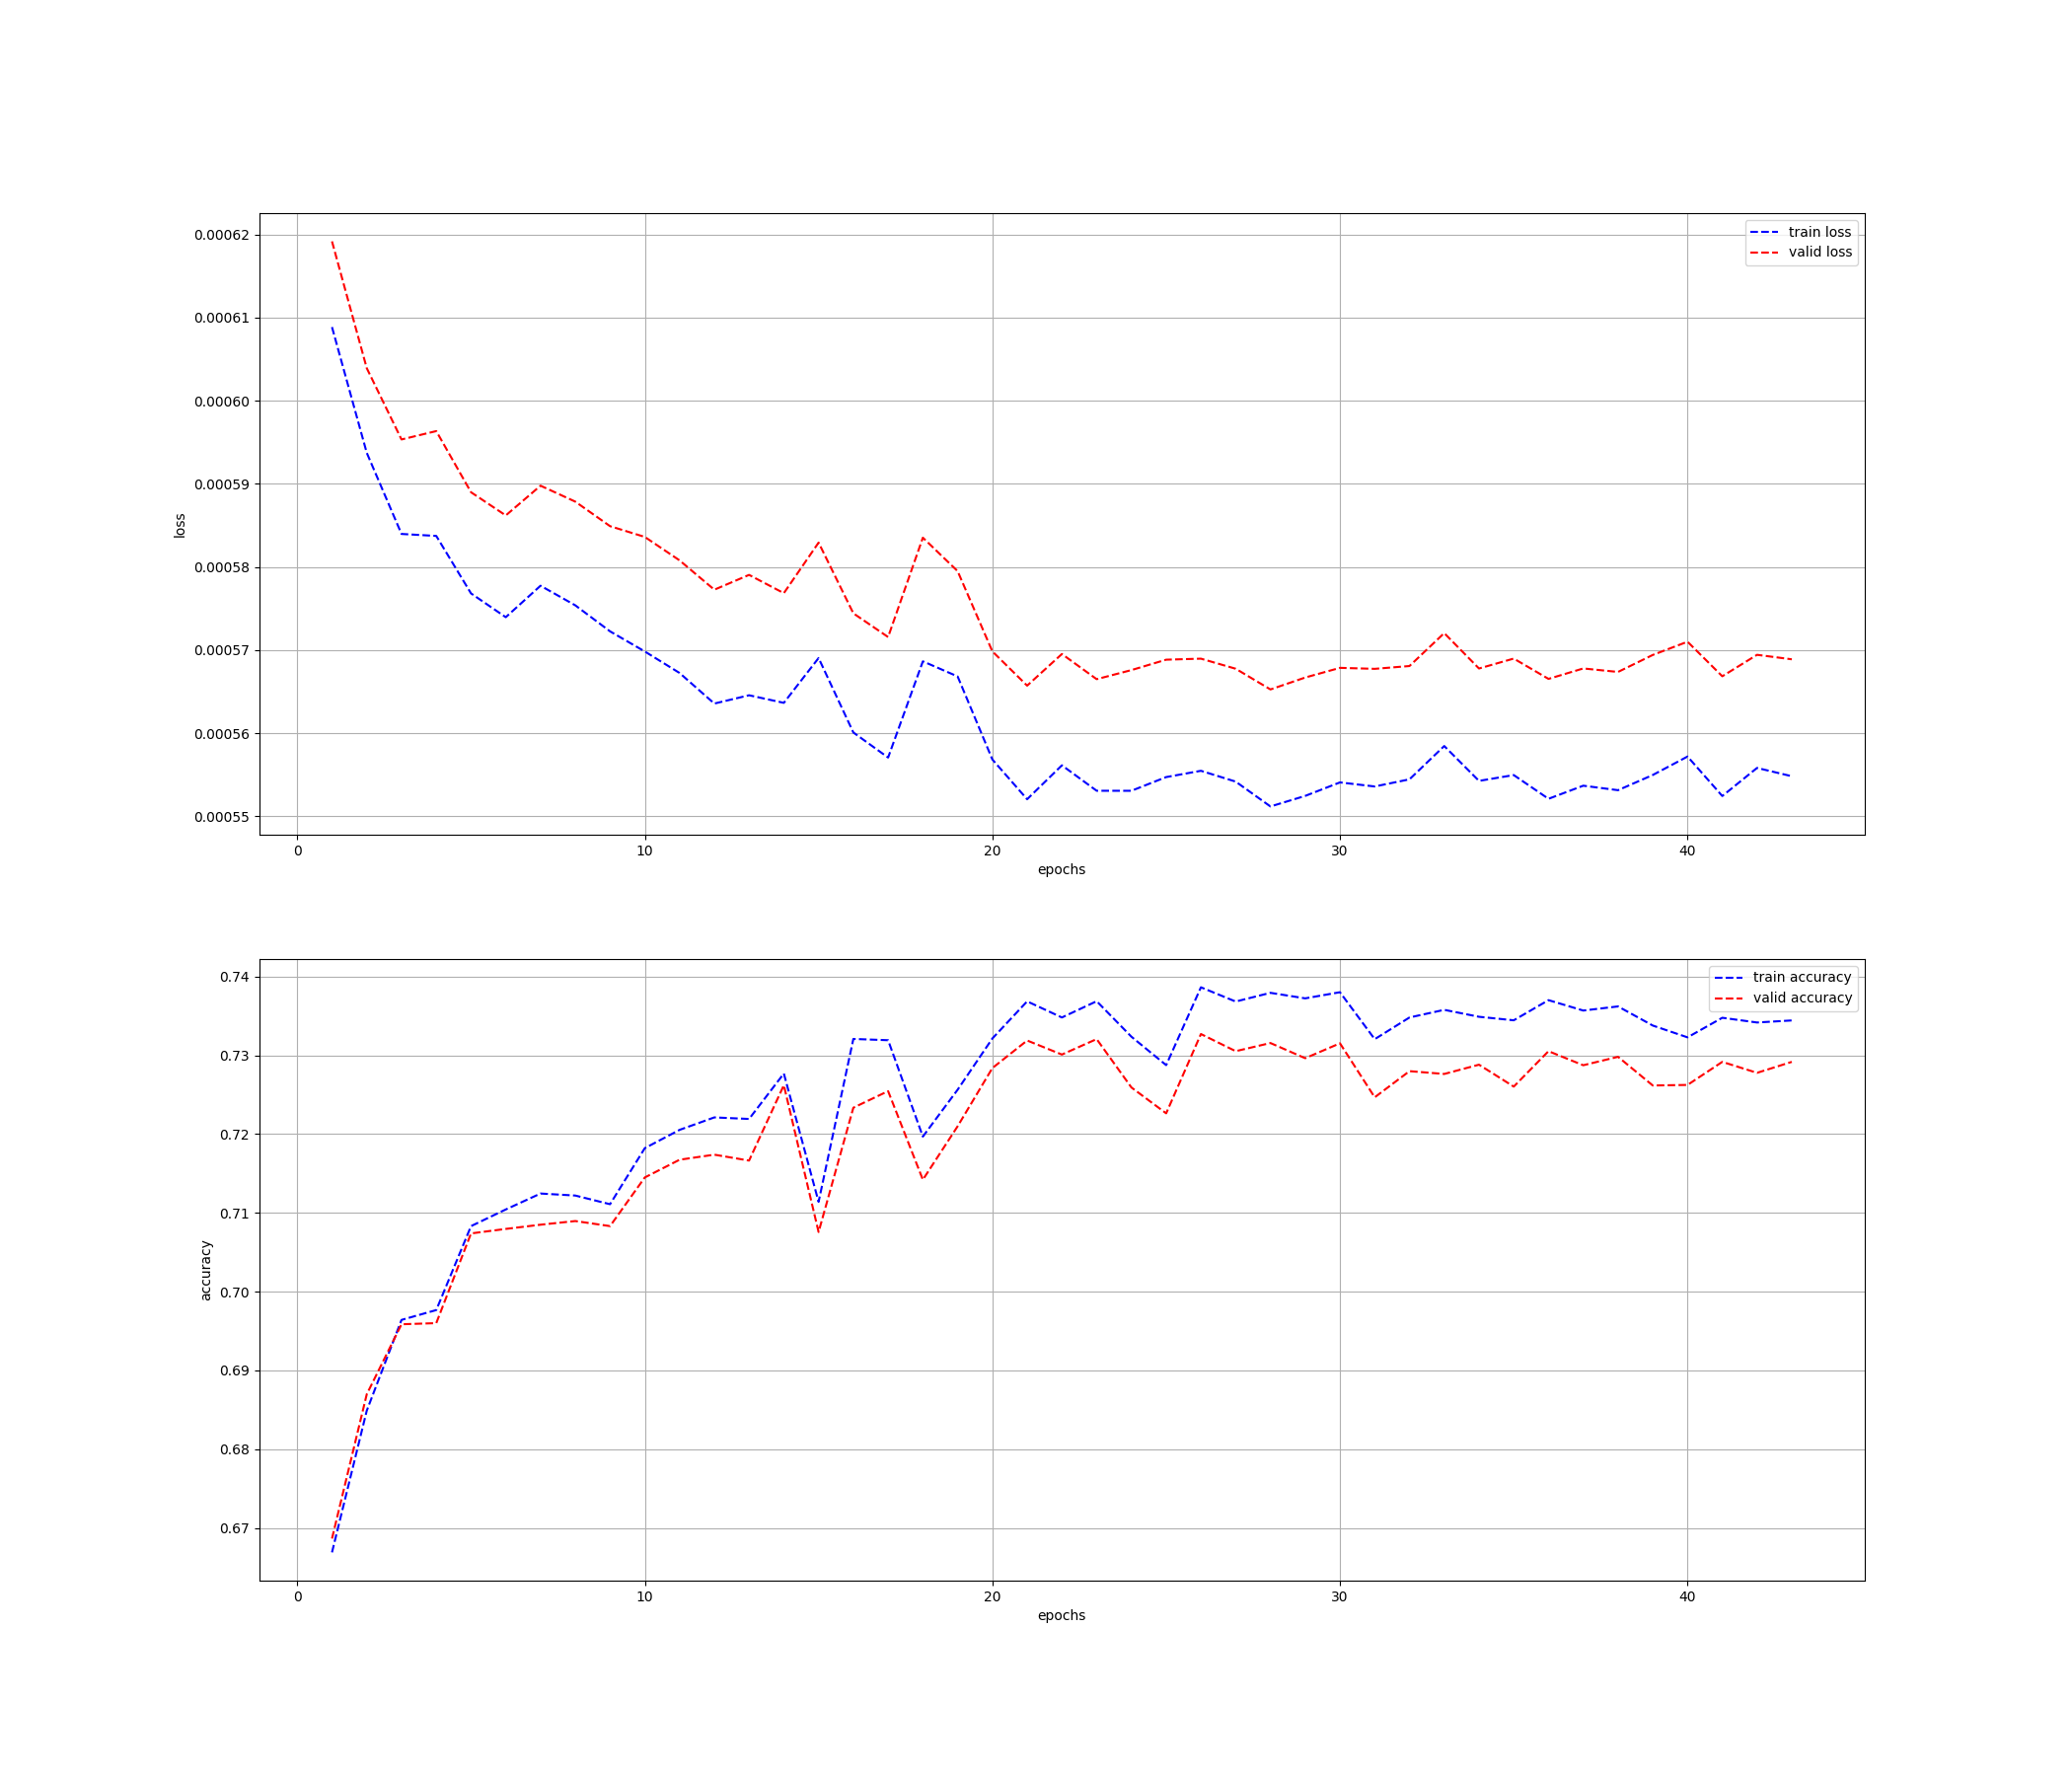 0.00062
0.00061
0.00060
0.00059
0.00058
0.00057
0.00056
0.00055
loss
train loss
valid loss
0 10 20 30 40
epochs
0.74
0.73
0.72
0.71
0.70
0.69
0.68
0.67
accuracy
train accuracy
valid accuracy
0 10 20 30 40
epochs